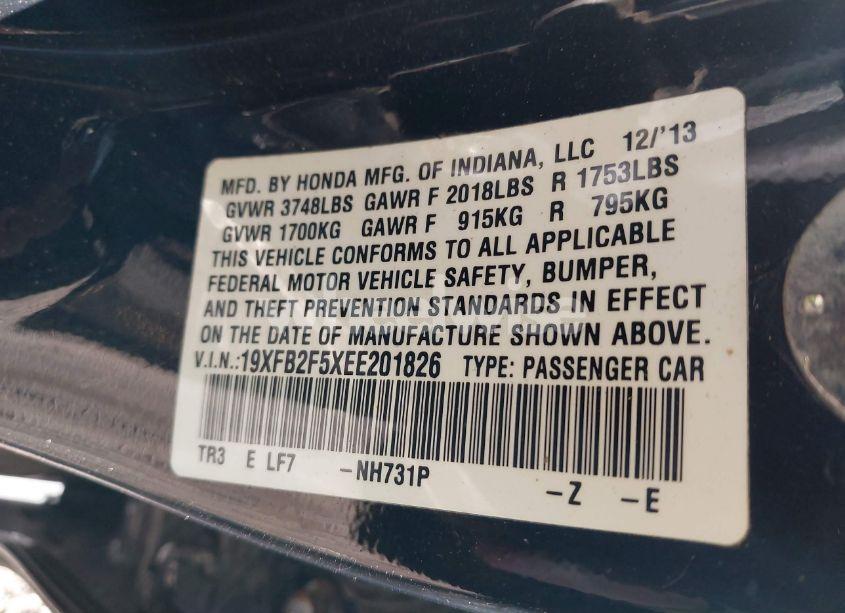 MFD. BY HONDA MFG. OF INDIANA, LLC 12/'13
GVWR 3748LBS GAWR F 2018LBS R 1753LBS
GVWR 1700KG GAWR F 915KG R 795KG
THIS VEHICLE CONFORMS TO ALL APPLICABLE
FEDERAL MOTOR VEHICLE SAFETY, BUMPER,
AND THEFT PREVENTION STANDARDS IN EFFECT
ON THE DATE OF MANUFACTURE SHOWN ABOVE.
V.I.N.:19XFB2F5XEE201826 TYPE: PASSENGER CAR
TR3 E LF7 -NH731P -Z -E